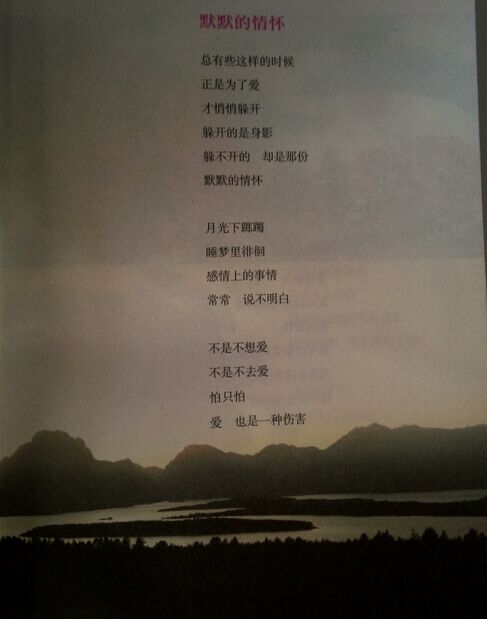 默默的情怀
总有些这样的时候
正是为了爱
才悄悄躲开
躲开的是身影
躲不开的　却是那份
默默的情怀
月光下踯躅
睡梦里徘徊
感情上的事情
常常　说不明白
不是不想爱
不是不去爱
怕只怕
爱　也是一种伤害